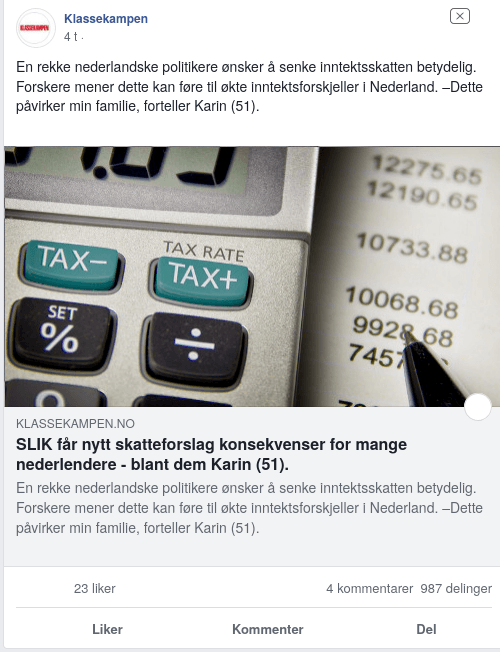 KLASSEKAMPEN
Klassekampen
4 t ·
En rekke nederlandske politikere ønsker å senke inntektsskatten betydelig.
Forskere mener dette kan føre til økte inntektsforskjeller i Nederland. –Dette
påvirker min familie, forteller Karin (51).
TAX−
TAX RATE
TAX+
SET
%
÷
12275.65
12190.65
10733.88
10068.68
9928.68
KLASSEKAMPEN.NO
SLIK får nytt skatteforslag konsekvenser for mange
nederlendere - blant dem Karin (51).
En rekke nederlandske politikere ønsker å senke inntektsskatten betydelig.
Forskere mener dette kan føre til økte inntektsforskjeller i Nederland. –Dette
påvirker min familie, forteller Karin (51).
23 liker
4 kommentarer 987 delinger
Liker Kommenter Del